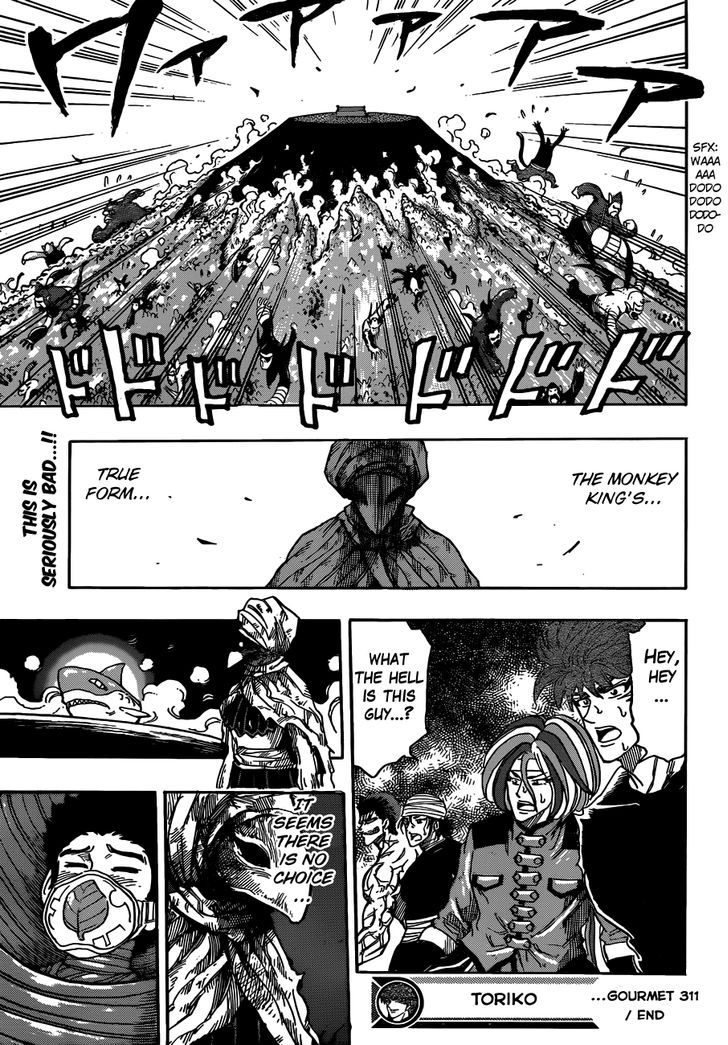 ワァァァァ
SFX:
WAAA
AAA
DODO
DODO
DODO-
DO
ドドドドドドド
THE MONKEY
KING'S...
TRUE
FORM...
THIS IS
SERIOUSLY BAD...!!
HEY,
HEY
...
WHAT
THE HELL
IS THIS
GUY...?
IT
SEEMS
THERE
IS NO
CHOICE
...
TORIKO
...GOURMET 311
/ END